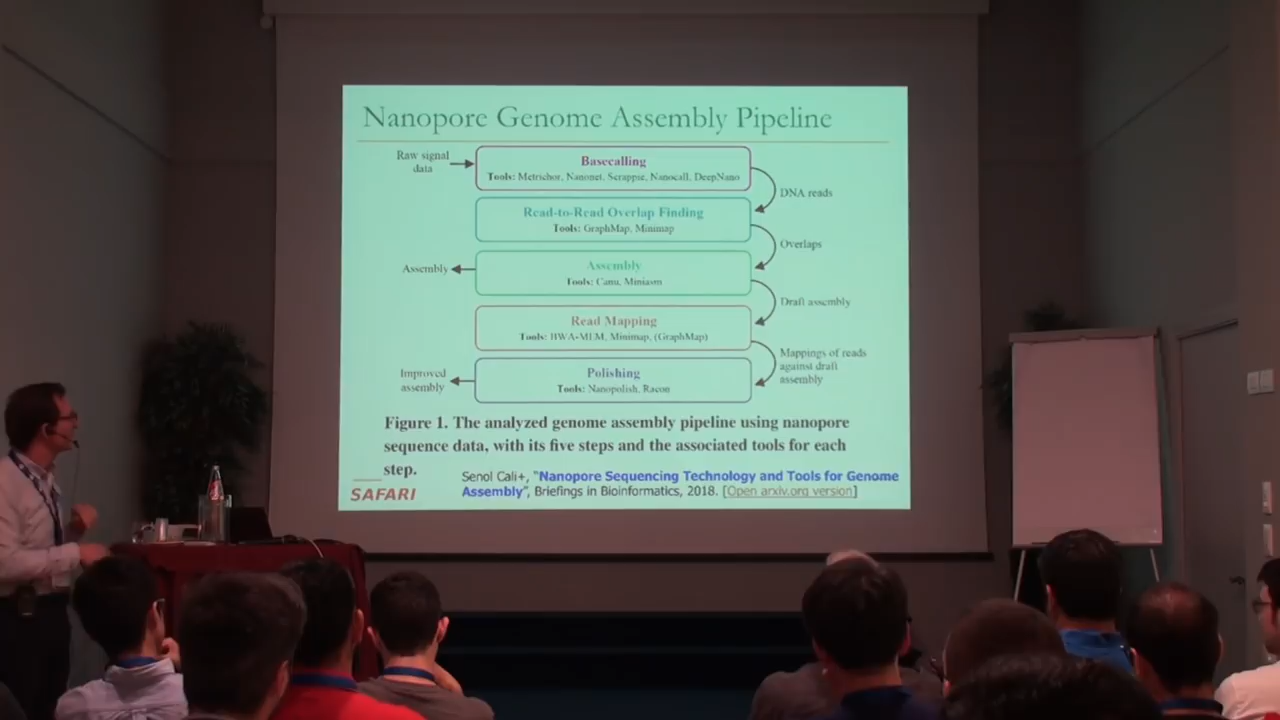 Nanopore Genome Assembly Pipeline
Raw signal
data
Basecalling
Tools: Metrichor, Nanonet, Scrappie, Nanocall, DeepNano
DNA reads
Read-to-Read Overlap Finding
Tools: GraphMap, Minimap
Overlaps
Assembly
Assembly
Tools: Canu, Miniasm
Draft assembly
Read Mapping
Tools: BWA-MEM, Minimap, (GraphMap)
Mappings of reads
against draft
assembly
Improved
assembly
Polishing
Tools: Nanopolish, Racon
Figure 1. The analyzed genome assembly pipeline using nanopore
sequence data, with its five steps and the associated tools for each
step.
Senol Cali+, "Nanopore Sequencing Technology and Tools for Genome
Assembly", Briefings in Bioinformatics, 2018. [Open arxiv.org version]
SAFARI